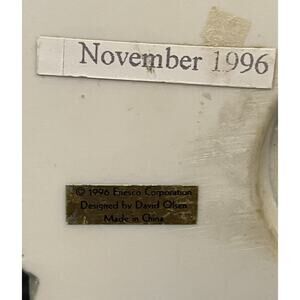 November 1996
© 1996 Enesco Corporation
Designed by David Olsen
Made in China